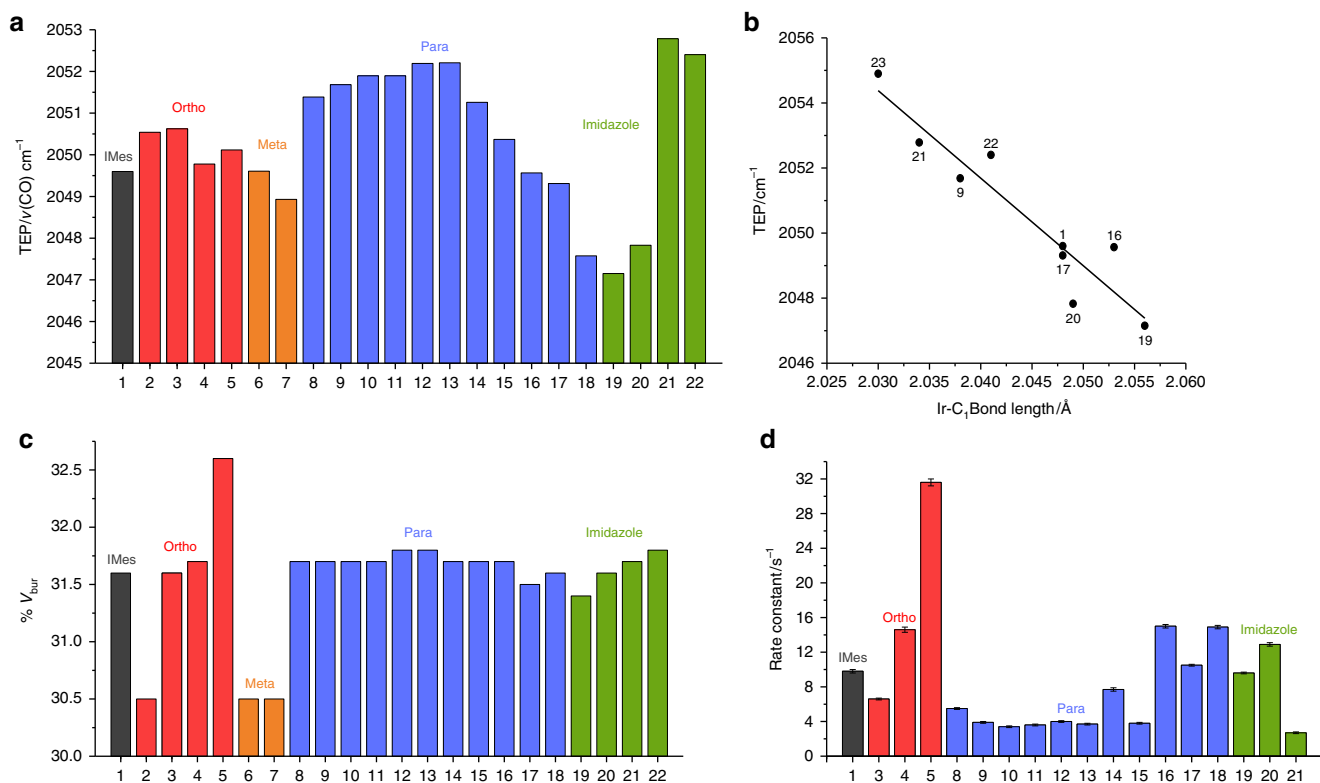 a
TEP/ν(CO) cm⁻¹
2053
2052
2051
2050
2049
2048
2047
2046
2045
IMes
Ortho
Meta
Para
Imidazole
1 2 3 4 5 6 7 8 9 10 11 12 13 14 15 16 17 18 19 20 21 22
b
TEP/cm⁻¹
2056
2054
2052
2050
2048
2046
23
21
22
9
1
16
17
20
19
2.025 2.030 2.035 2.040 2.045 2.050 2.055 2.060
Ir-C₁Bond length/Å
c
% V_bur
32.5
32.0
31.5
31.0
30.5
30.0
IMes
Ortho
Meta
Para
Imidazole
1 2 3 4 5 6 7 8 9 10 11 12 13 14 15 16 17 18 19 20 21 22
d
Rate constant/s⁻¹
32
28
24
20
16
12
8
4
0
IMes
Ortho
Para
Imidazole
1 3 4 5 8 9 10 11 12 13 14 15 16 17 18 19 20 21